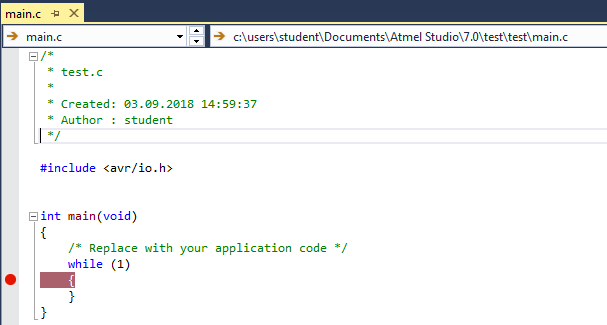 main.c
main.c c:\users\student\Documents\Atmel Studio\7.0\test\test\main.c
/*
* test.c
*
* Created: 03.09.2018 14:59:37
* Author : student
*/
#include <avr/io.h>
int main(void)
{
/* Replace with your application code */
while (1)
{
}
}